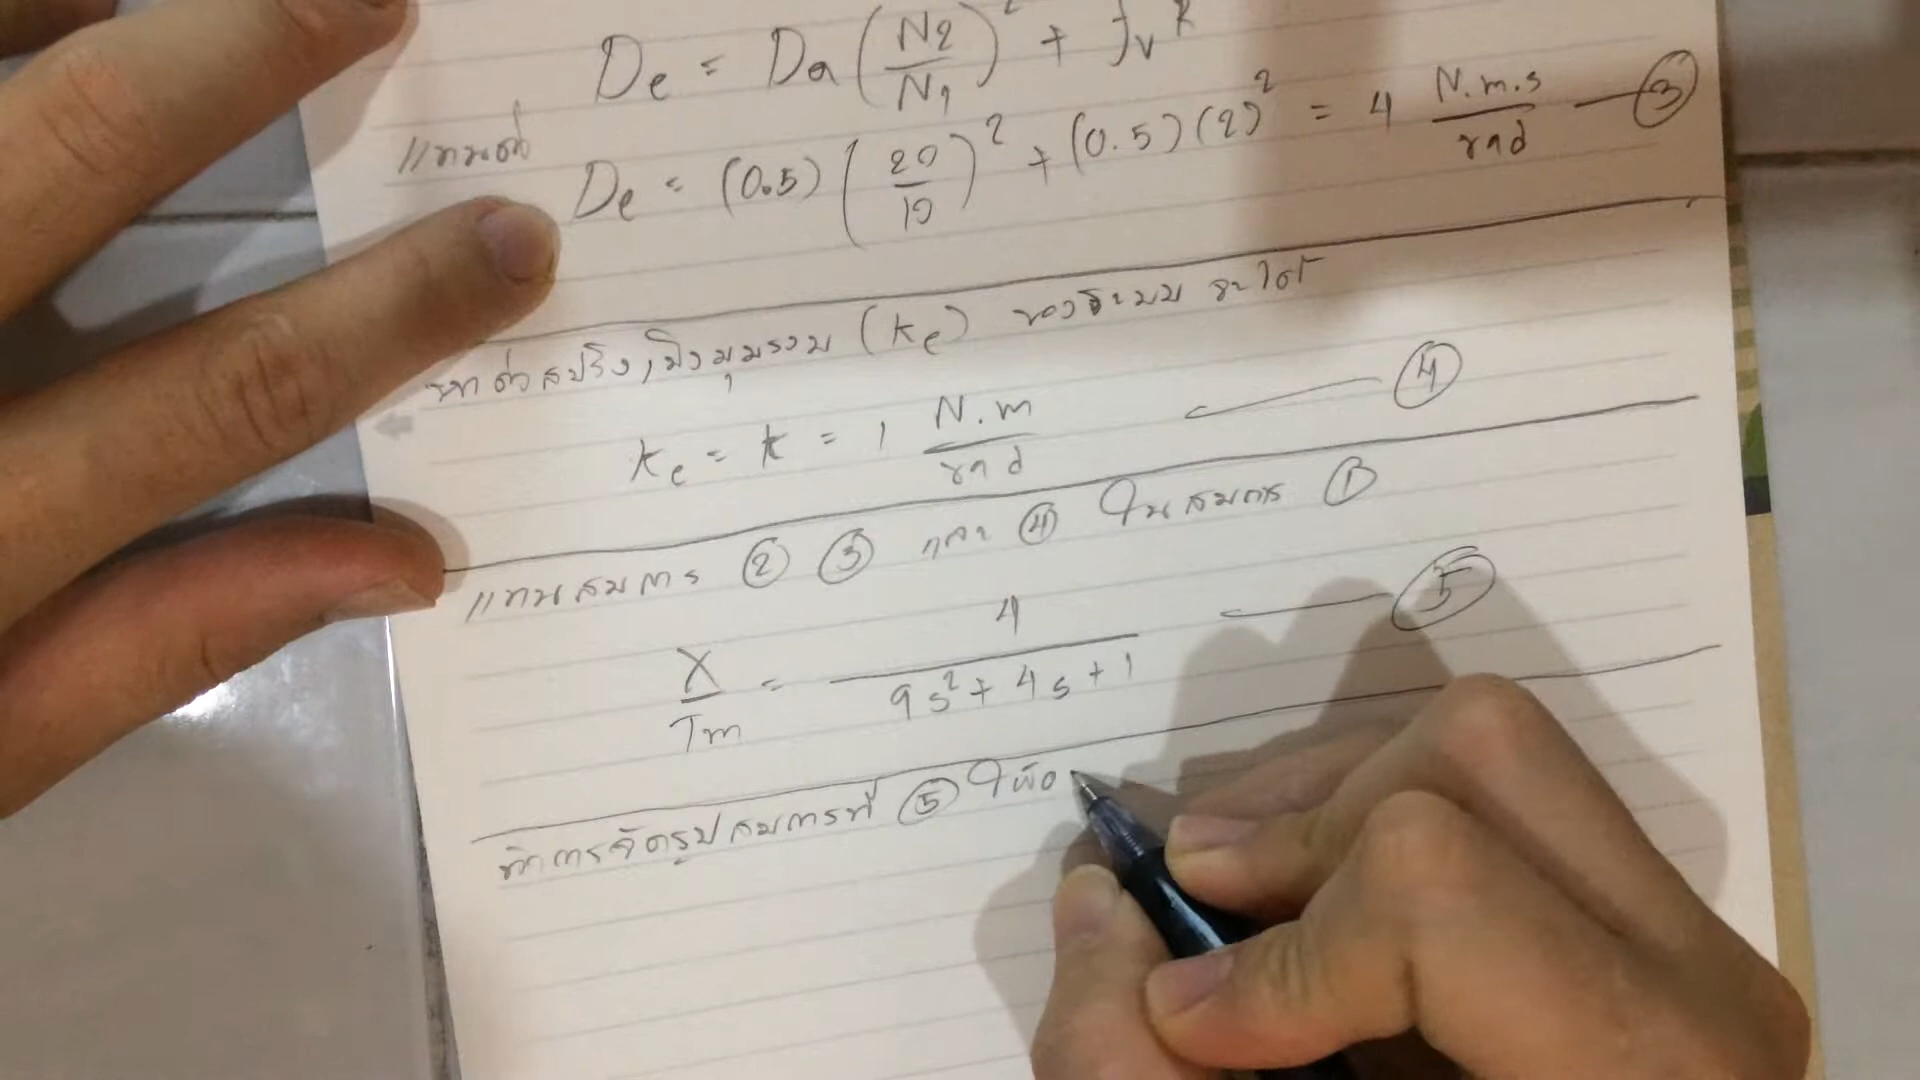 De = Da (N2/N1)² + fv R
แทนค่า
De = (0.5) (20/10)² + (0.5)(2)² = 4 N.m.s/rad — ③
หาค่าสปริงเชิงมุมรวม (ke) ของระบบ จะได้
ke = k = 1 N.m/rad — ④
แทนสมการ ② ③ และ ④ ในสมการ ①
X/Tm = 4/(9s² + 4s + 1) — ⑤
ทำการจัดรูปสมการที่ ⑤